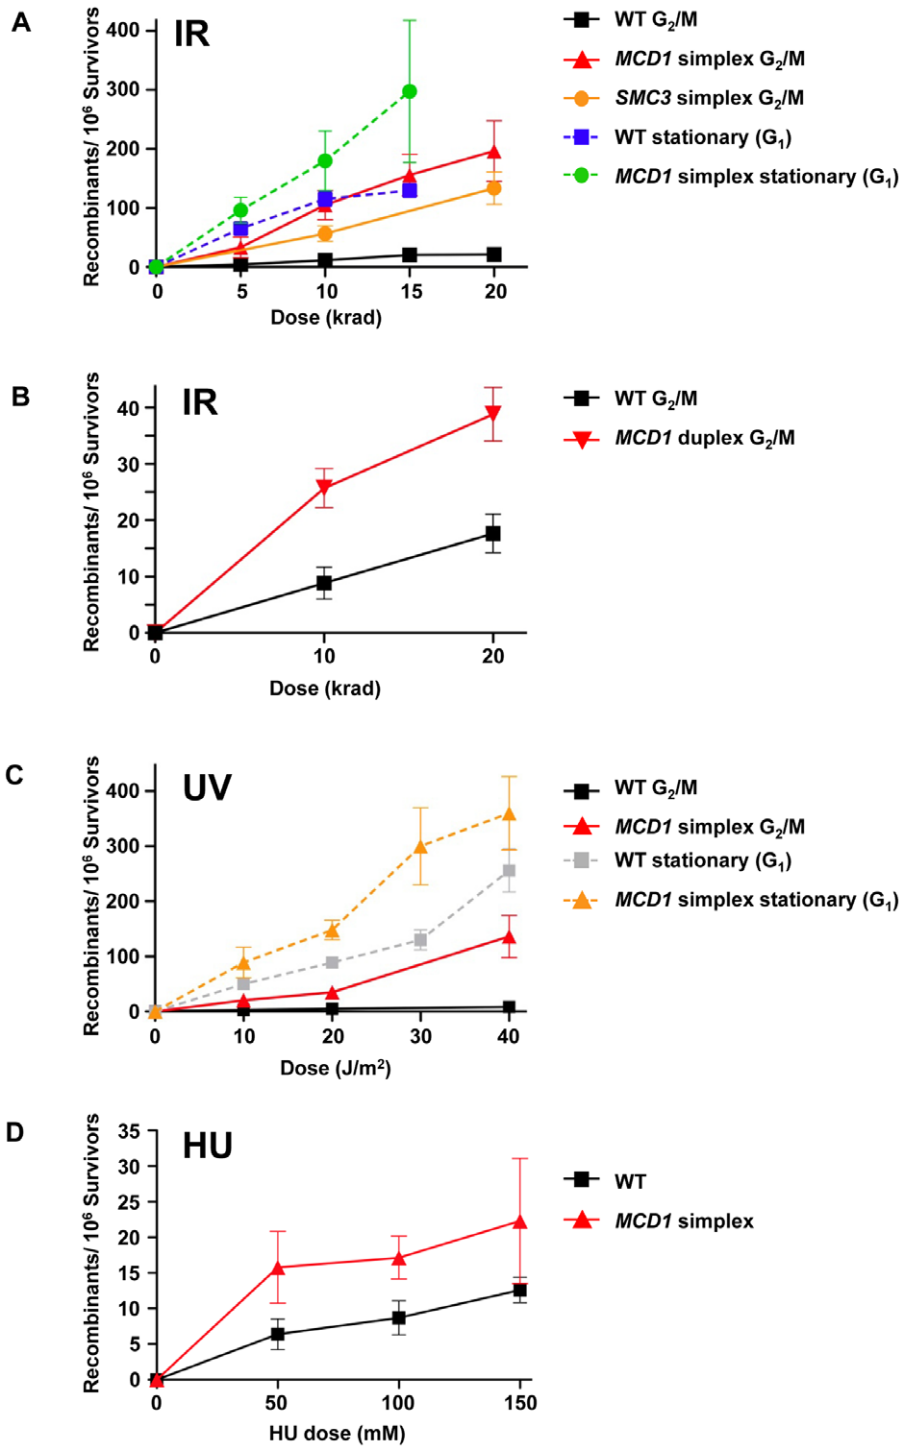 A
IR
Recombinants/ 10⁶ Survivors
400
300
200
100
0
0 5 10 15 20
Dose (krad)
WT G₂/M
MCD1 simplex G₂/M
SMC3 simplex G₂/M
WT stationary (G₁)
MCD1 simplex stationary (G₁)
B
IR
Recombinants/ 10⁶ Survivors
40
30
20
10
0
0 10 20
Dose (krad)
WT G₂/M
MCD1 duplex G₂/M
C
UV
Recombinants/ 10⁶ Survivors
400
300
200
100
0
0 10 20 30 40
Dose (J/m²)
WT G₂/M
MCD1 simplex G₂/M
WT stationary (G₁)
MCD1 simplex stationary (G₁)
D
HU
Recombinants/ 10⁶ Survivors
35
30
25
20
15
10
5
0
0 50 100 150
HU dose (mM)
WT
MCD1 simplex